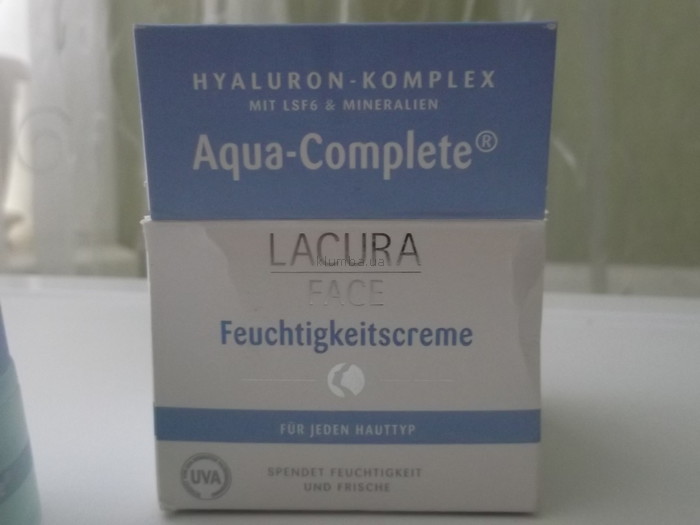 HYALURON-KOMPLEX
MIT LSF6 & MINERALIEN
Aqua-Complete®
LACURA
klumba.ua
FACE
Feuchtigkeitscreme
FÜR JEDEN HAUTTYP
UVA
SPENDET FEUCHTIGKEIT
UND FRISCHE